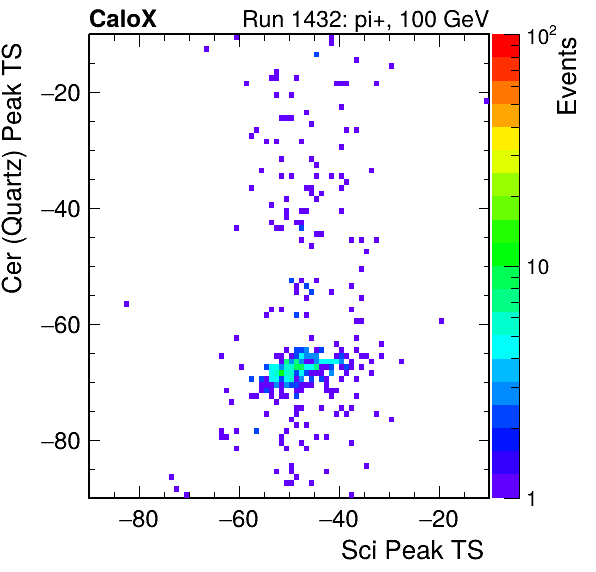 CaloX Run 1432: pi+, 100 GeV
Cer (Quartz) Peak TS
−20
−40
−60
−80
−80 −60 −40 −20
Sci Peak TS
10²
10
1
Events